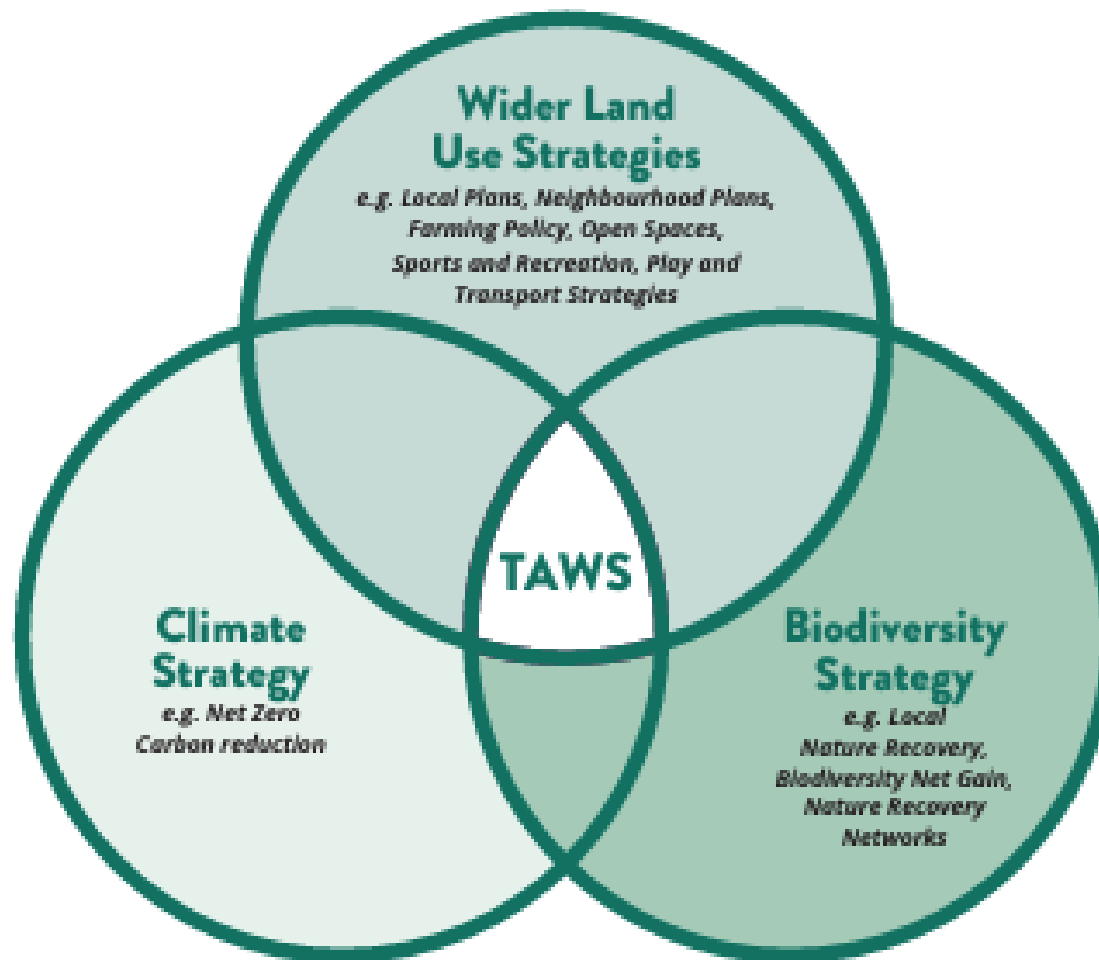 Wider Land
Use Strategies
e.g. Local Plans, Neighbourhood Plans,
Farming Policy, Open Spaces,
Sports and Recreation, Play and
Transport Strategies
TAWS
Climate
Strategy
e.g. Net Zero
Carbon reduction
Biodiversity
Strategy
e.g. Local
Nature Recovery,
Biodiversity Net Gain,
Nature Recovery
Networks